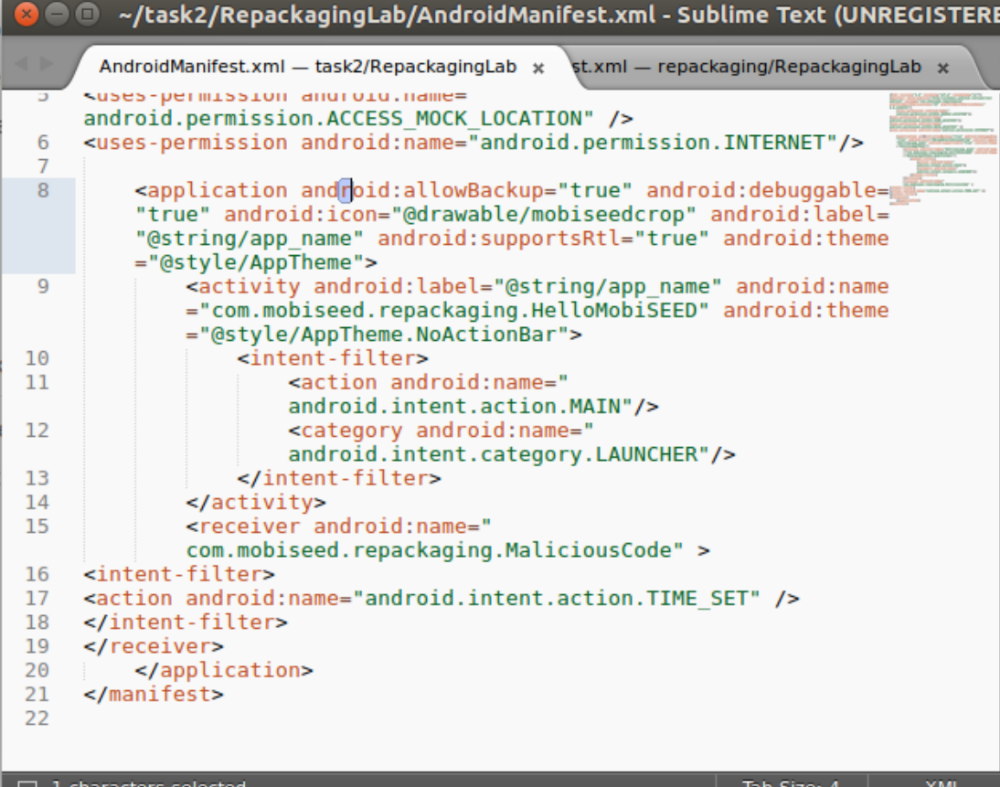 ~/task2/RepackagingLab/AndroidManifest.xml - Sublime Text (UNREGISTERE
AndroidManifest.xml — task2/RepackagingLab × st.xml — repackaging/RepackagingLab ×
5 <uses-permission android:name=
android.permission.ACCESS_MOCK_LOCATION" />
6 <uses-permission android:name="android.permission.INTERNET"/>
7
8 <application android:allowBackup="true" android:debuggable=
"true" android:icon="@drawable/mobiseedcrop" android:label=
"@string/app_name" android:supportsRtl="true" android:theme
="@style/AppTheme">
9 <activity android:label="@string/app_name" android:name
="com.mobiseed.repackaging.HelloMobiSEED" android:theme
="@style/AppTheme.NoActionBar">
10 <intent-filter>
11 <action android:name="
android.intent.action.MAIN"/>
12 <category android:name="
android.intent.category.LAUNCHER"/>
13 </intent-filter>
14 </activity>
15 <receiver android:name="
com.mobiseed.repackaging.MaliciousCode" >
16 <intent-filter>
17 <action android:name="android.intent.action.TIME_SET" />
18 </intent-filter>
19 </receiver>
20 </application>
21 </manifest>
22
1 characters selected Tab Size: 4 XML